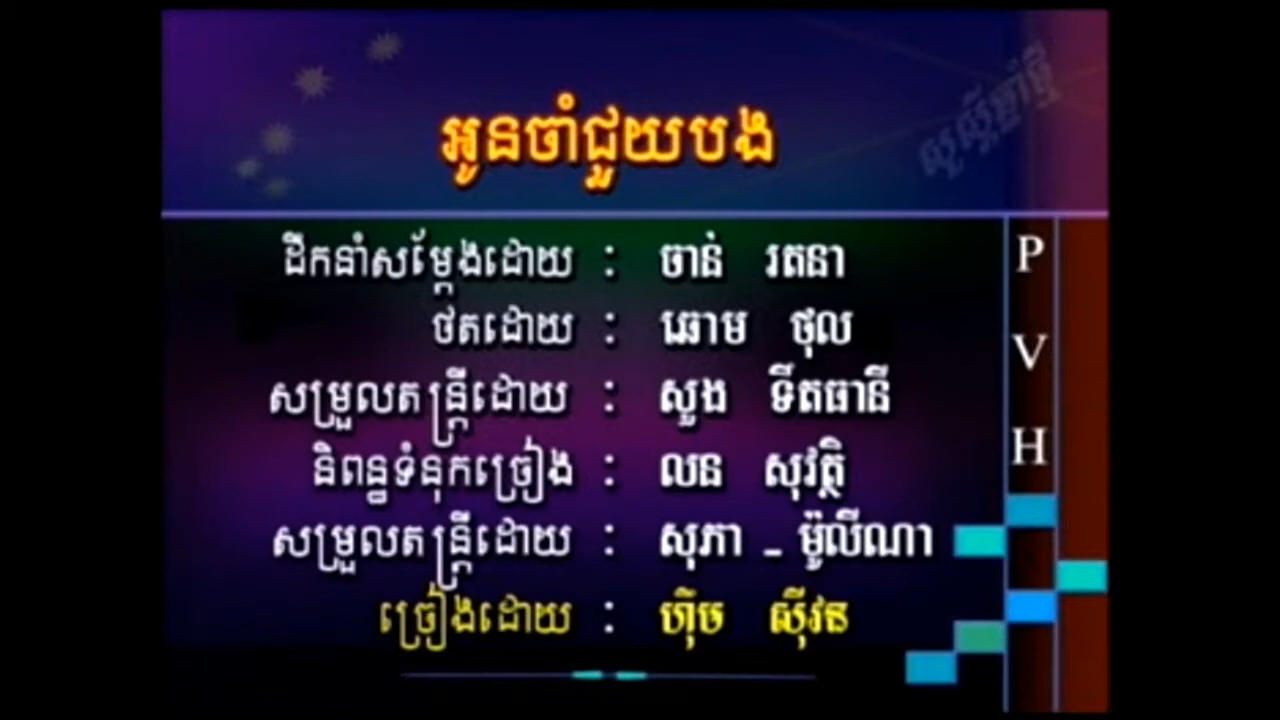 អូនចាំជួយបង
ដឹកនាំសម្ដែងដោយ : ចាន់ រតនា
ថតដោយ : ឆោម ថុល
សម្រួលតន្ត្រីដោយ : សួង ទីតធានី
និពន្ធទំនុកច្រៀង : លន សុវត្ថិ
សម្រួលតន្ត្រីដោយ : សុភា - ម៉ូលីណា
ច្រៀងដោយ : ហ៊ឹម ស៊ីវន
P
V
H